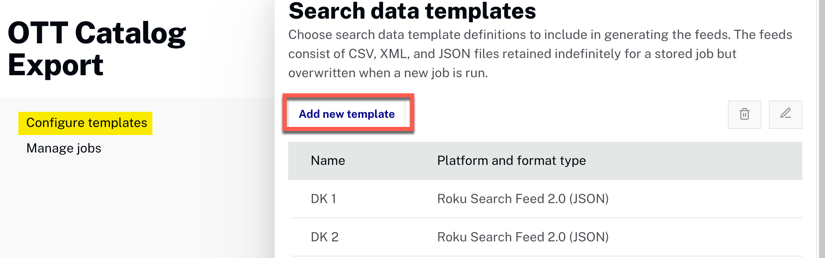 OTT Catalog
Export
Configure templates
Manage jobs
Search data templates
Choose search data template definitions to include in generating the feeds. The feeds
consist of CSV, XML, and JSON files retained indefinitely for a stored job but
overwritten when a new job is run.
Add new template
Name Platform and format type
DK 1 Roku Search Feed 2.0 (JSON)
DK 2 Roku Search Feed 2.0 (JSON)